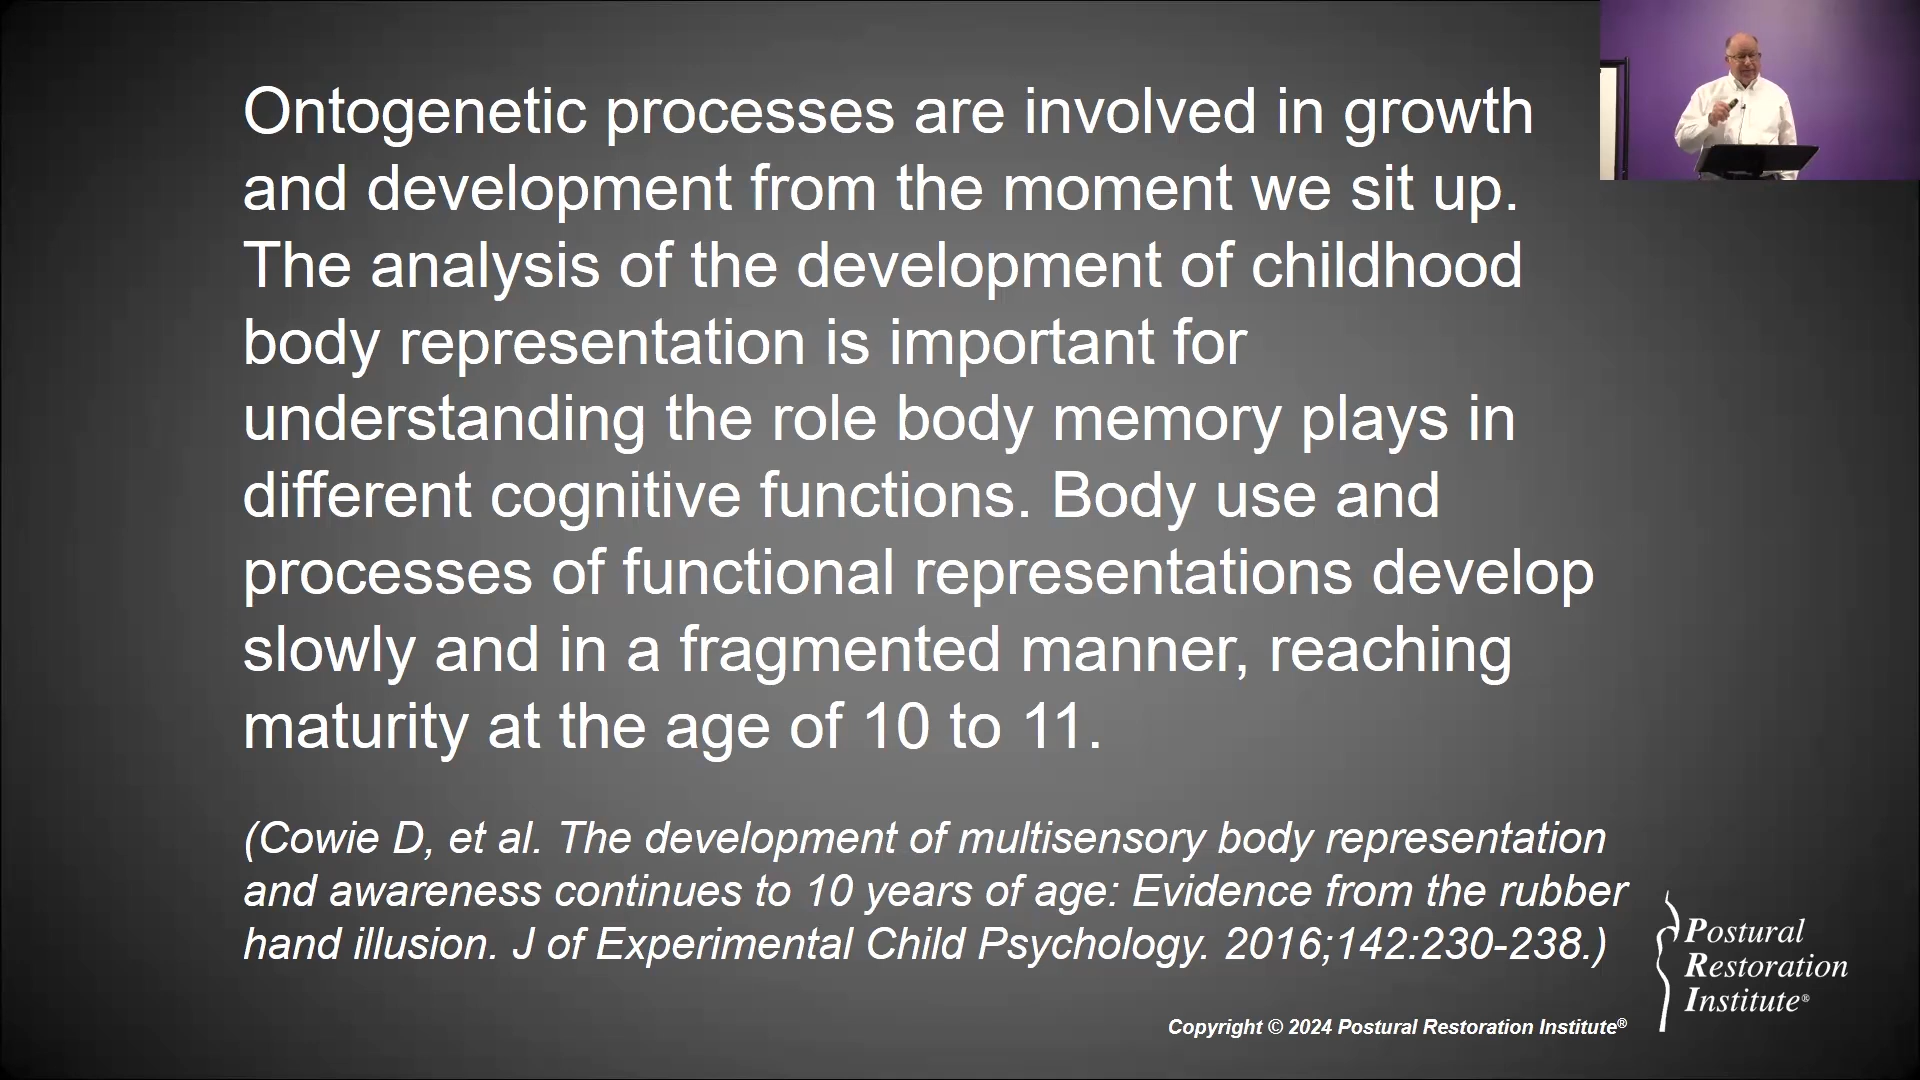 Ontogenetic processes are involved in growth
and development from the moment we sit up.
The analysis of the development of childhood
body representation is important for
understanding the role body memory plays in
different cognitive functions. Body use and
processes of functional representations develop
slowly and in a fragmented manner, reaching
maturity at the age of 10 to 11.
(Cowie D, et al. The development of multisensory body representation
and awareness continues to 10 years of age: Evidence from the rubber
hand illusion. J of Experimental Child Psychology. 2016;142:230-238.)
Postural
Restoration
Institute®
Copyright © 2024 Postural Restoration Institute®